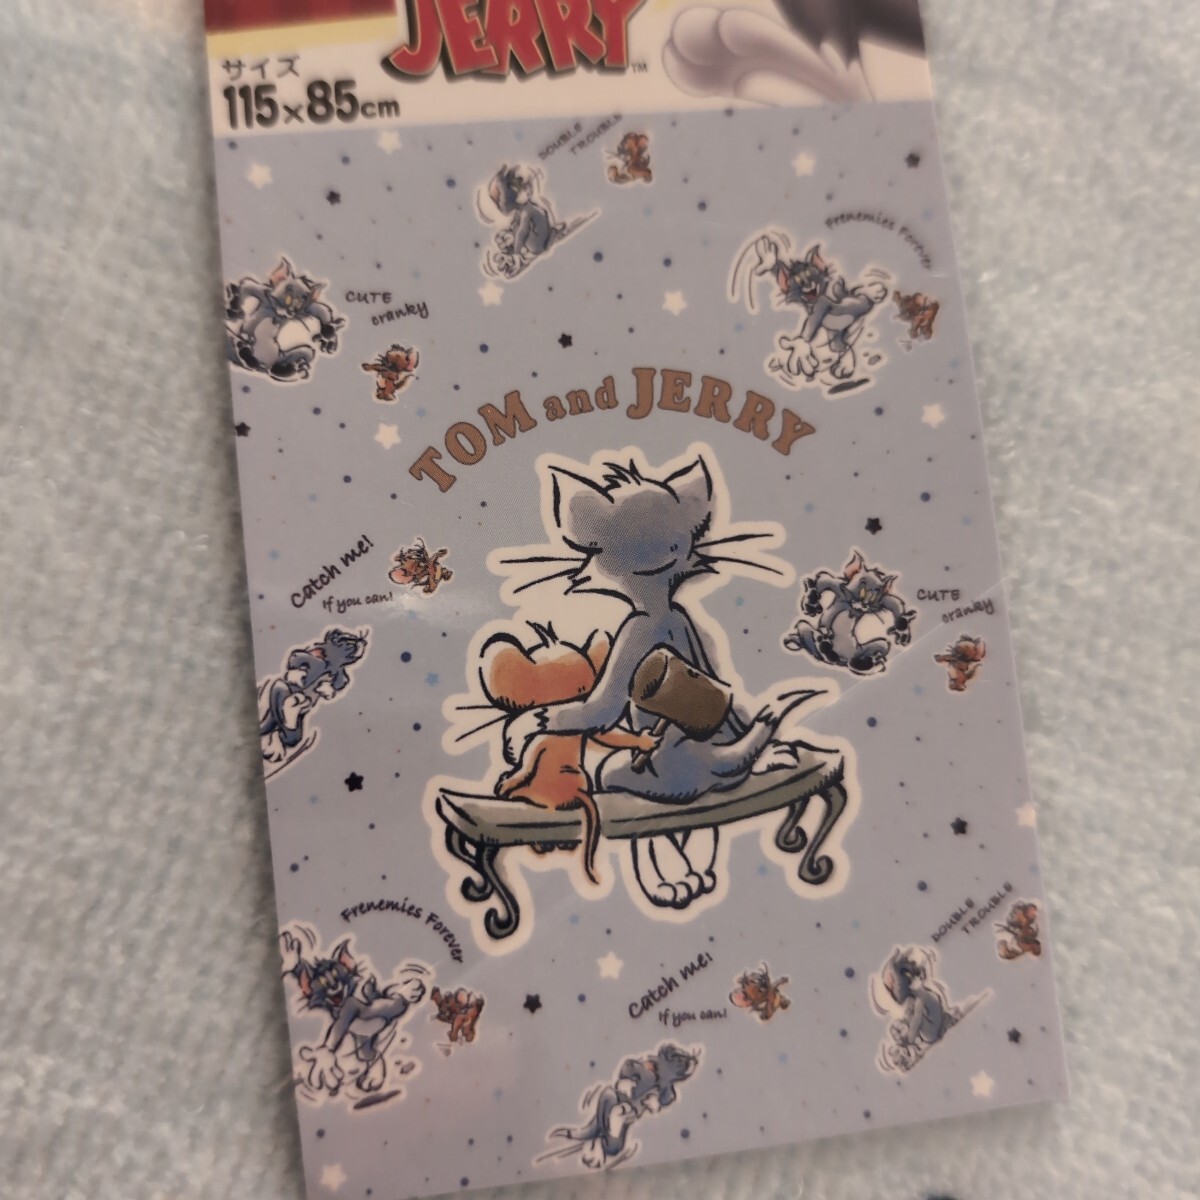 JERRY™
サイズ
115×85cm
DOUBLE
TROUBLE
Frenemies Forever
CUTE
cranky
TOM and JERRY
Catch me!
If you can!
CUTE
cranky
Frenemies Forever
DOUBLE
TROUBLE
Catch me!
If you can!